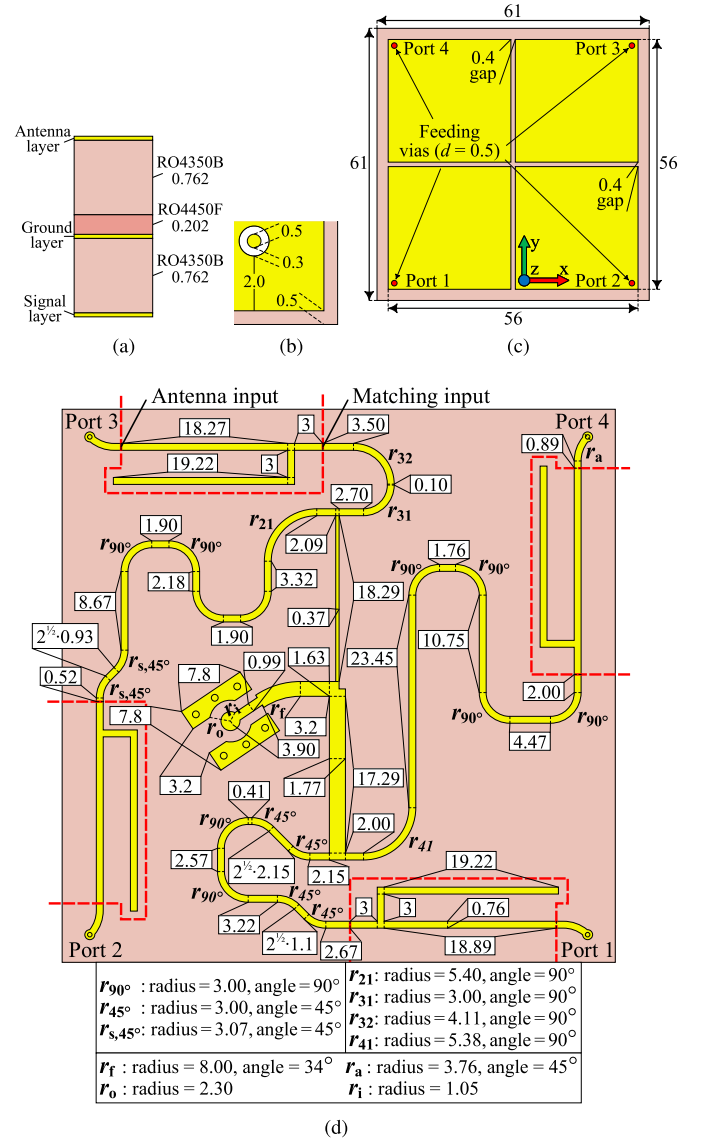 Antenna
layer
RO4350B
0.762
RO4450F
0.202
Ground
layer
RO4350B
0.762
Signal
layer
(a)
0.5
0.3
2.0
0.5
(b)
61
Port 4
Port 3
0.4
gap
Feeding
vias (d = 0.5)
61
56
0.4
gap
y
z
x
Port 1
Port 2
56
(c)
Antenna input
Matching input
Port 3
Port 4
18.27
3
3.50
0.89
ra
r32
19.22
3
0.10
2.70
r31
r21
1.90
2.09
1.76
r90°
r90°
r90°
r90°
2.18
3.32
18.29
8.67
0.37
10.75
1.90
2½·0.93
23.45
rs,45°
0.52
rs,45°
7.8
0.99
1.63
2.00
7.8
ri
rf
ro
3.2
r90°
r90°
3.90
4.47
3.2
1.77
17.29
0.41
2.00
r90°
r45°
r45°
r41
2.57
2½·2.15
2.15
19.22
r90°
r45°
3
3
0.76
3.22
r45°
2½·1.1
2.67
18.89
Port 2
Port 1
r90° : radius = 3.00, angle = 90°
r45° : radius = 3.00, angle = 45°
rs,45°: radius = 3.07, angle = 45°
r21: radius = 5.40, angle = 90°
r31: radius = 3.00, angle = 90°
r32: radius = 4.11, angle = 90°
r41: radius = 5.38, angle = 90°
rf : radius = 8.00, angle = 34°
ra : radius = 3.76, angle = 45°
ro : radius = 2.30
ri : radius = 1.05
(d)